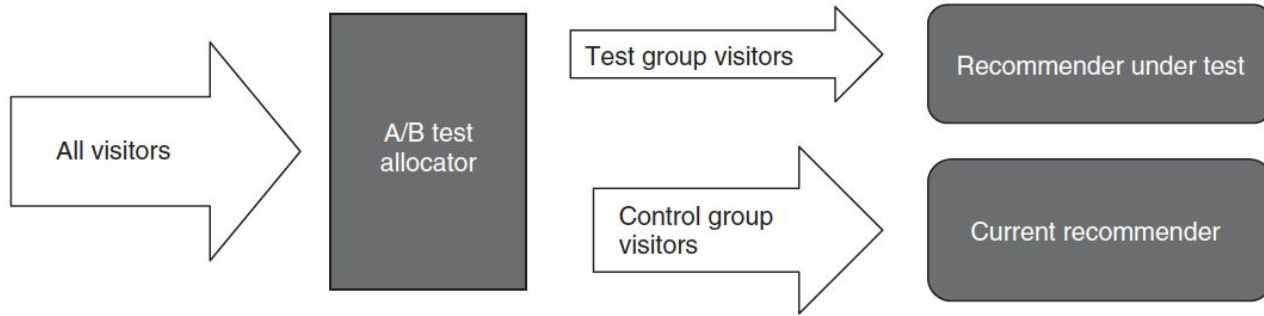 All visitors
A/B test
allocator
Test group visitors
Recommender under test
Control group
visitors
Current recommender